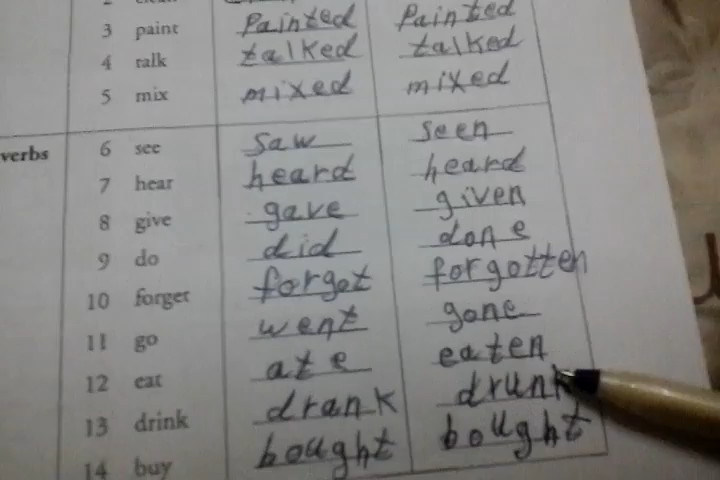 3 paint Painted Painted
4 talk talked talked
5 mix mixed mixed
verbs 6 see saw seen
7 hear heard heard
8 give gave given
9 do did done
10 forget forgot forgotten
11 go went gone
12 eat ate eaten
13 drink drank drunk
14 buy bought bought